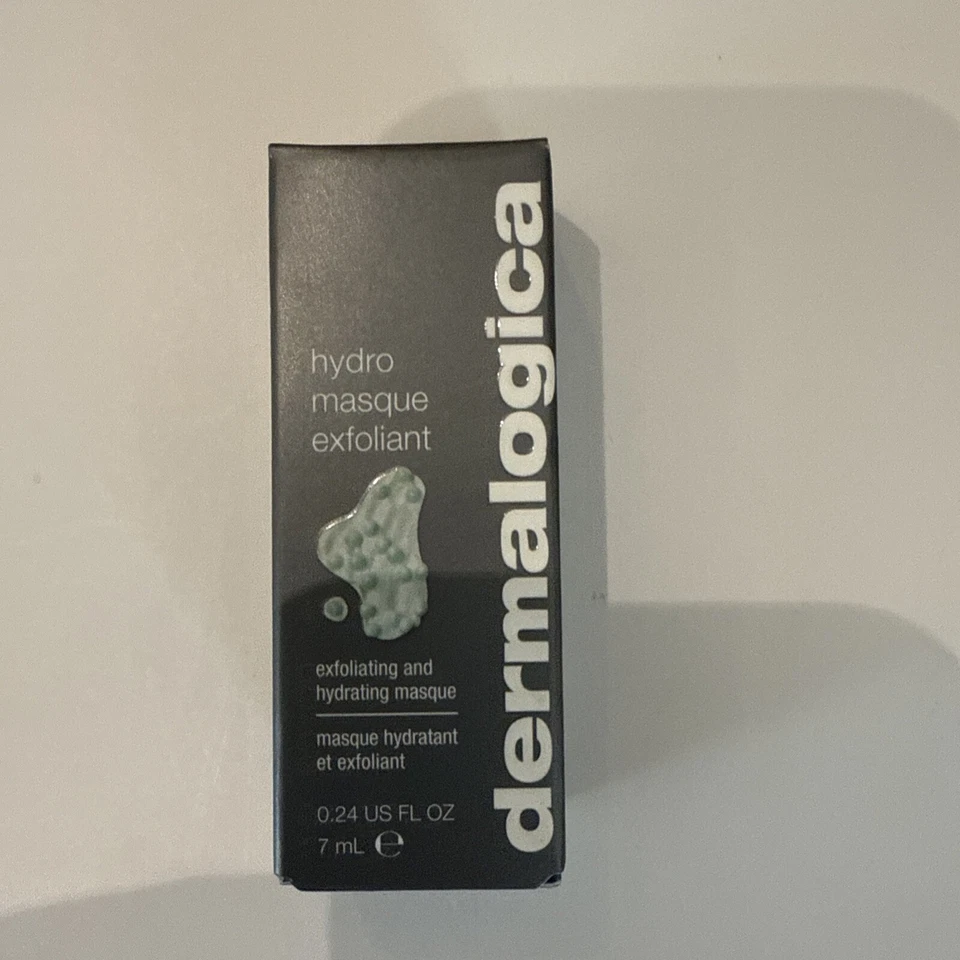 hydro
masque
exfoliant
exfoliating and
hydrating masque
masque hydratant
et exfoliant
0.24 US FL OZ
7 mL ℮
dermalogica